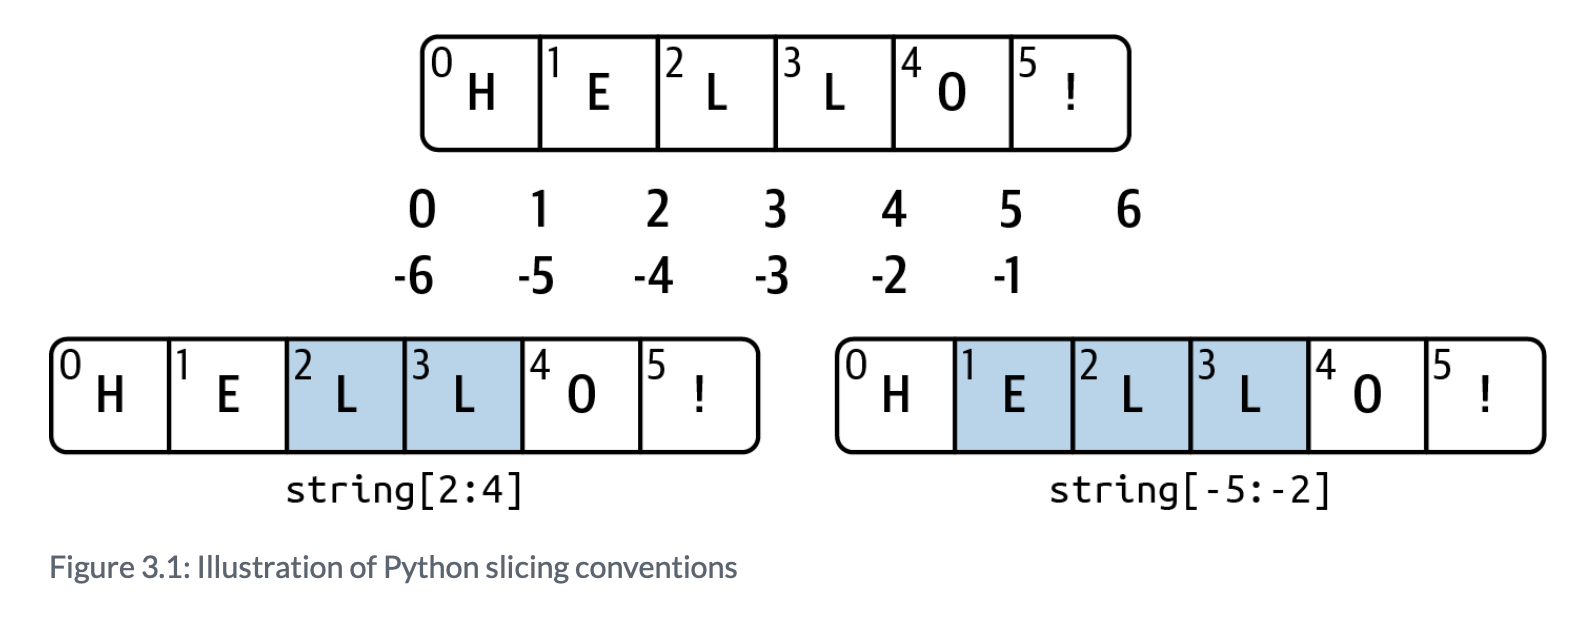 0 H 1 E 2 L 3 L 4 O 5 !
0 1 2 3 4 5 6
-6 -5 -4 -3 -2 -1
0 H 1 E 2 L 3 L 4 O 5 !
string[2:4]
0 H 1 E 2 L 3 L 4 O 5 !
string[-5:-2]
Figure 3.1: Illustration of Python slicing conventions